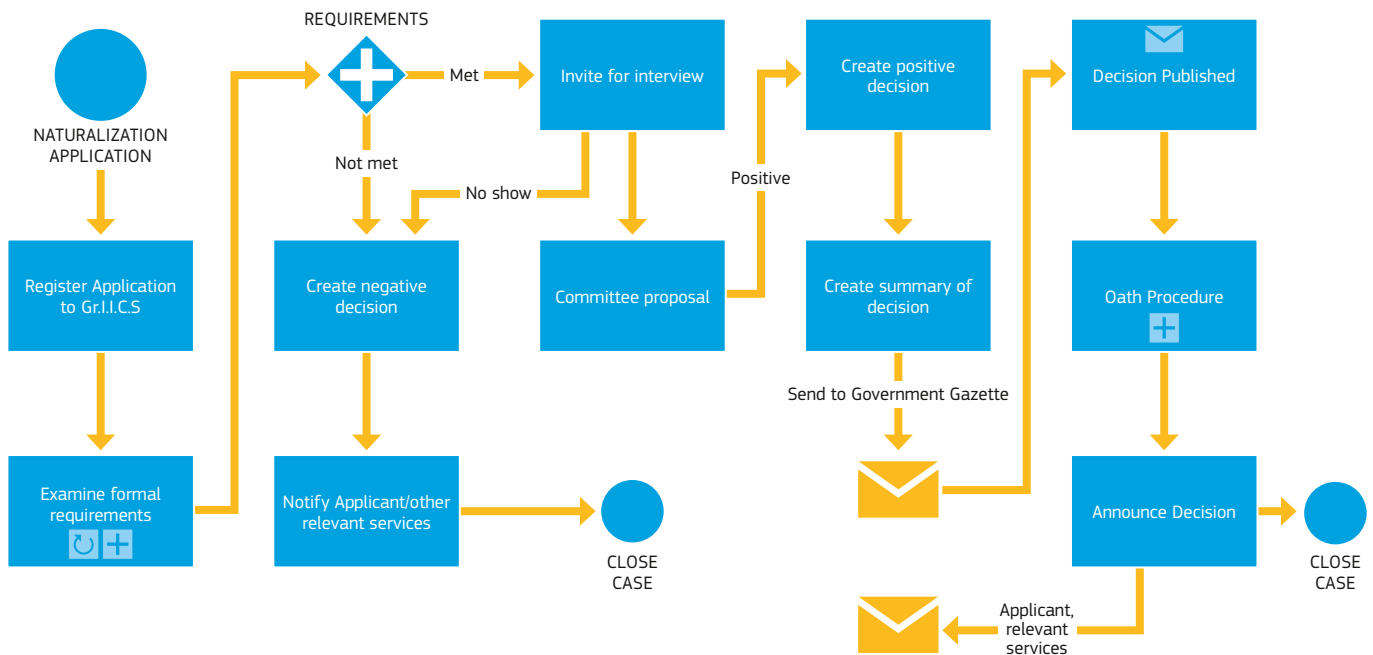 REQUIREMENTS
NATURALIZATION
APPLICATION
Met
Invite for interview
Create positive
decision
Decision Published
Not met
No show
Positive
Register Application
to Gr.I.I.C.S
Create negative
decision
Committee proposal
Create summary of
decision
Oath Procedure
Send to Government Gazette
Examine formal
requirements
Notify Applicant/other
relevant services
CLOSE
CASE
Announce Decision
CLOSE
CASE
Applicant,
relevant
services